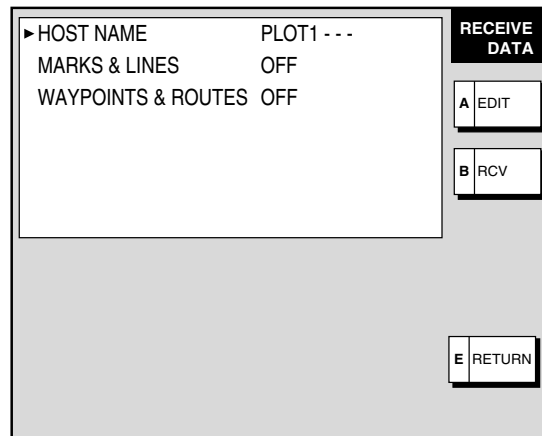 ►HOST NAME PLOT1 - - -
MARKS & LINES OFF
WAYPOINTS & ROUTES OFF
RECEIVE
DATA
A EDIT
B RCV
E RETURN